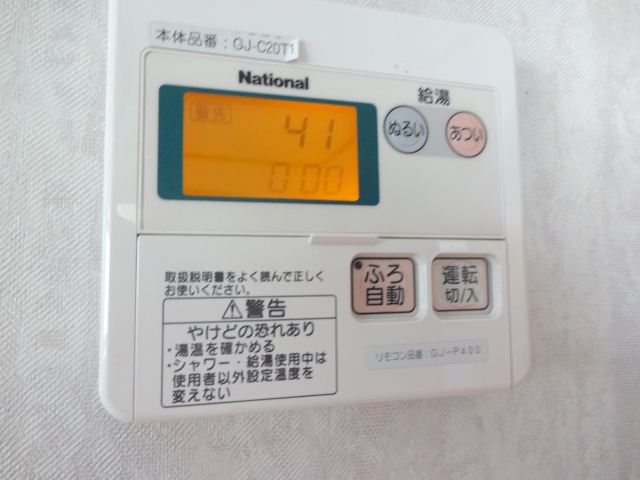 本体品番：GJ-C20T1
National
給湯
優先
41
ぬるい
あつい
0:00
取扱説明書をよく読んで正しく
お使いください。
ふろ
自動
運転
切/入
⚠警告
やけどの恐れあり
・湯温を確かめる
・シャワー・給湯使用中は
使用者以外設定温度を
変えない
リモコン品番：GJ-P400